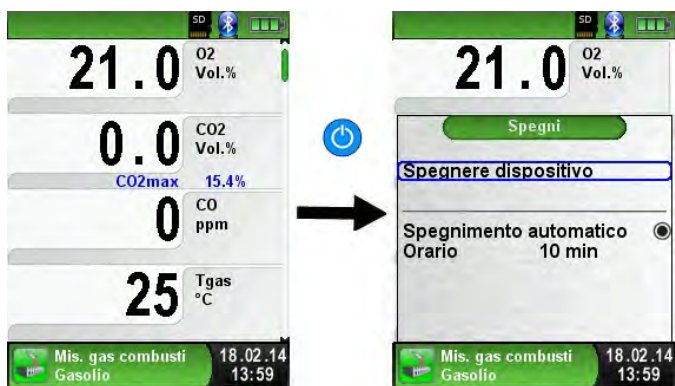 SD
21.0 O2 Vol.%
0.0 CO2 Vol.%
CO2max 15.4%
0 CO ppm
25 Tgas °C
Mis. gas combusti 18.02.14
Gasolio 13:59
SD
21.0 O2 Vol.%
Spegni
Spegnere dispositivo
Spegnimento automatico
Orario 10 min
Mis. gas combusti 18.02.14
Gasolio 13:59